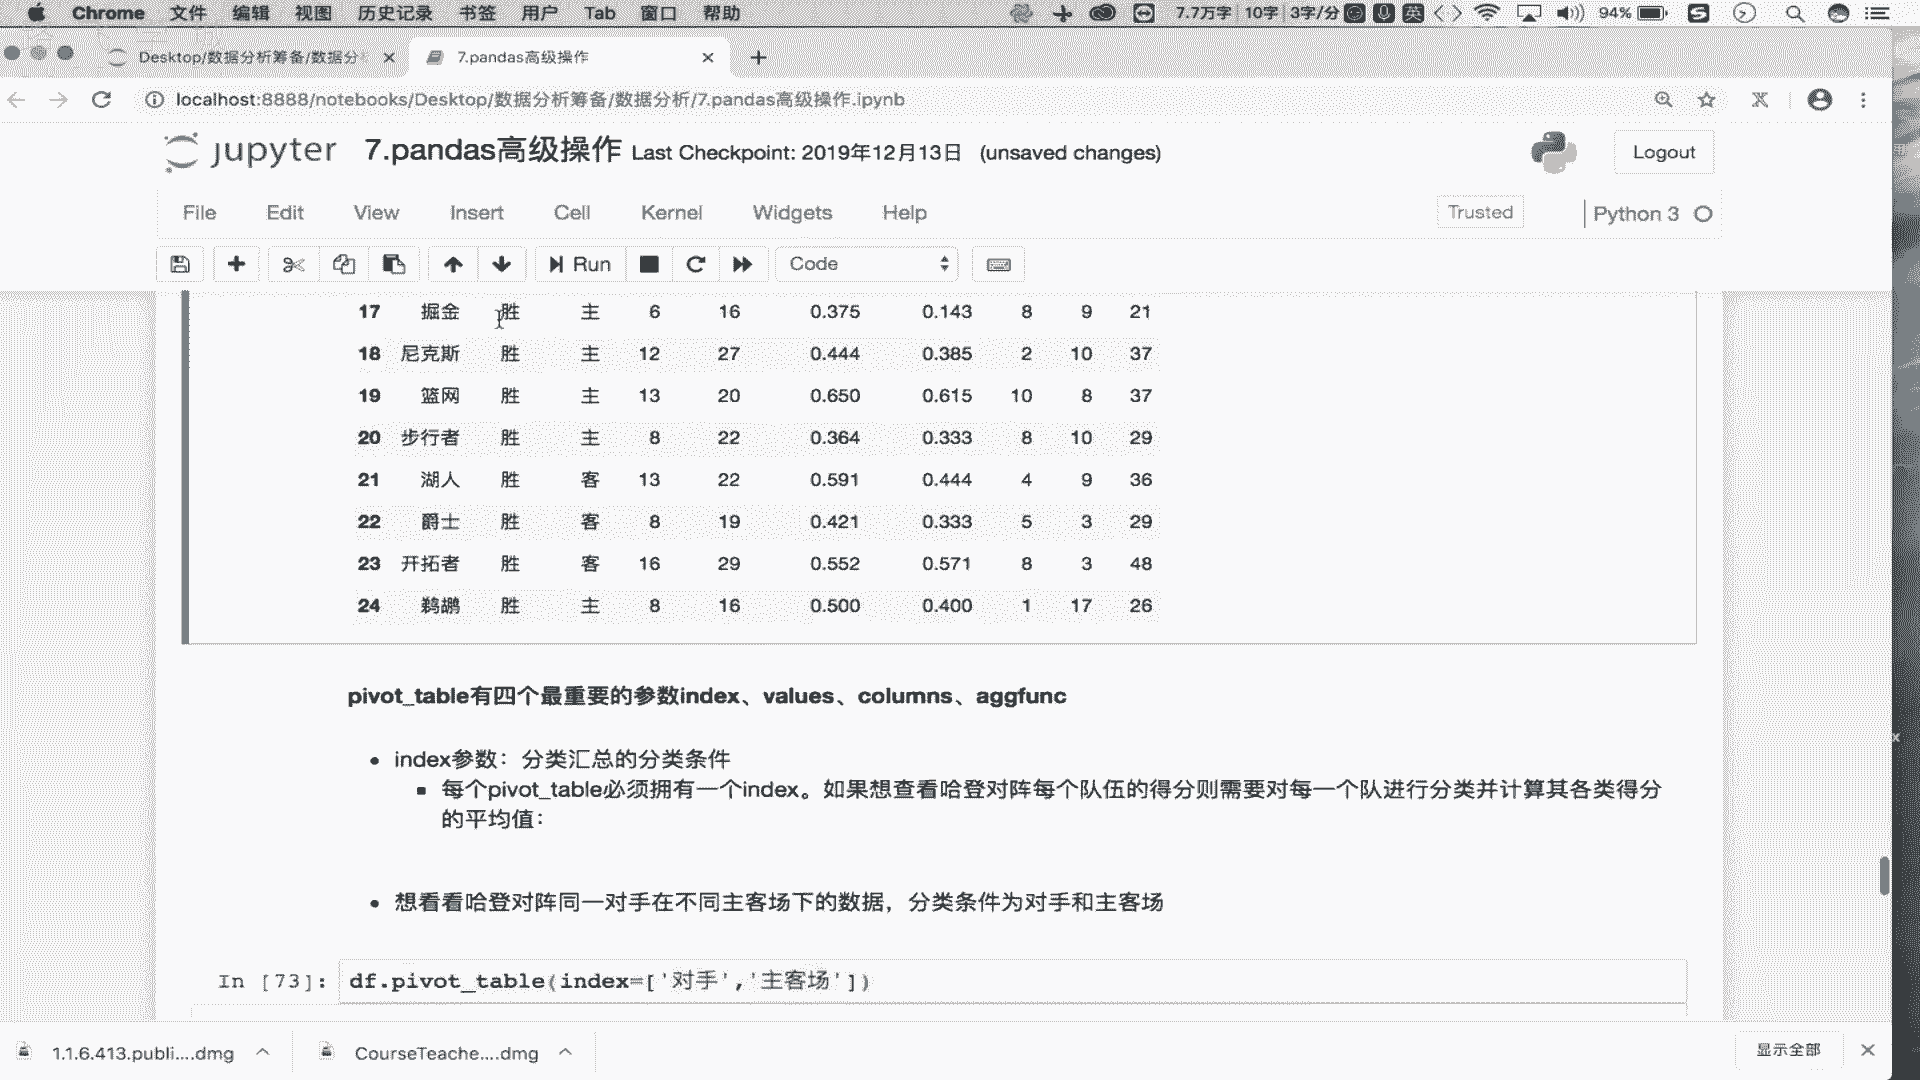 Chrome 文件 编辑 视图 历史记录 书签 用户 Tab 窗口 帮助 7.7万字 10字 3字/分 英 94%
Desktop/数据分析筹备/数据分 7.pandas高级操作
localhost:8888/notebooks/Desktop/数据分析筹备/数据分析/7.pandas高级操作.ipynb
jupyter 7.pandas高级操作 Last Checkpoint: 2019年12月13日 (unsaved changes) Logout
File Edit View Insert Cell Kernel Widgets Help Trusted Python 3
Run Code
17 掘金 胜 主 6 16 0.375 0.143 8 9 21
18 尼克斯 胜 主 12 27 0.444 0.385 2 10 37
19 篮网 胜 主 13 20 0.650 0.615 10 8 37
20 步行者 胜 主 8 22 0.364 0.333 8 10 29
21 湖人 胜 客 13 22 0.591 0.444 4 9 36
22 爵士 胜 客 8 19 0.421 0.333 5 3 29
23 开拓者 胜 客 16 29 0.552 0.571 8 3 48
24 鹈鹕 胜 主 8 16 0.500 0.400 1 17 26
pivot_table有四个最重要的参数index、values、columns、aggfunc
index参数：分类汇总的分类条件
每个pivot_table必须拥有一个index。如果想查看哈登对阵每个队伍的得分则需要对每一个队进行分类并计算其各类得分
的平均值：
想看看哈登对阵同一对手在不同主客场下的数据，分类条件为对手和主客场
In [73]: df.pivot_table(index=['对手','主客场'])
1.1.6.413.publi....dmg CourseTeache....dmg 显示全部